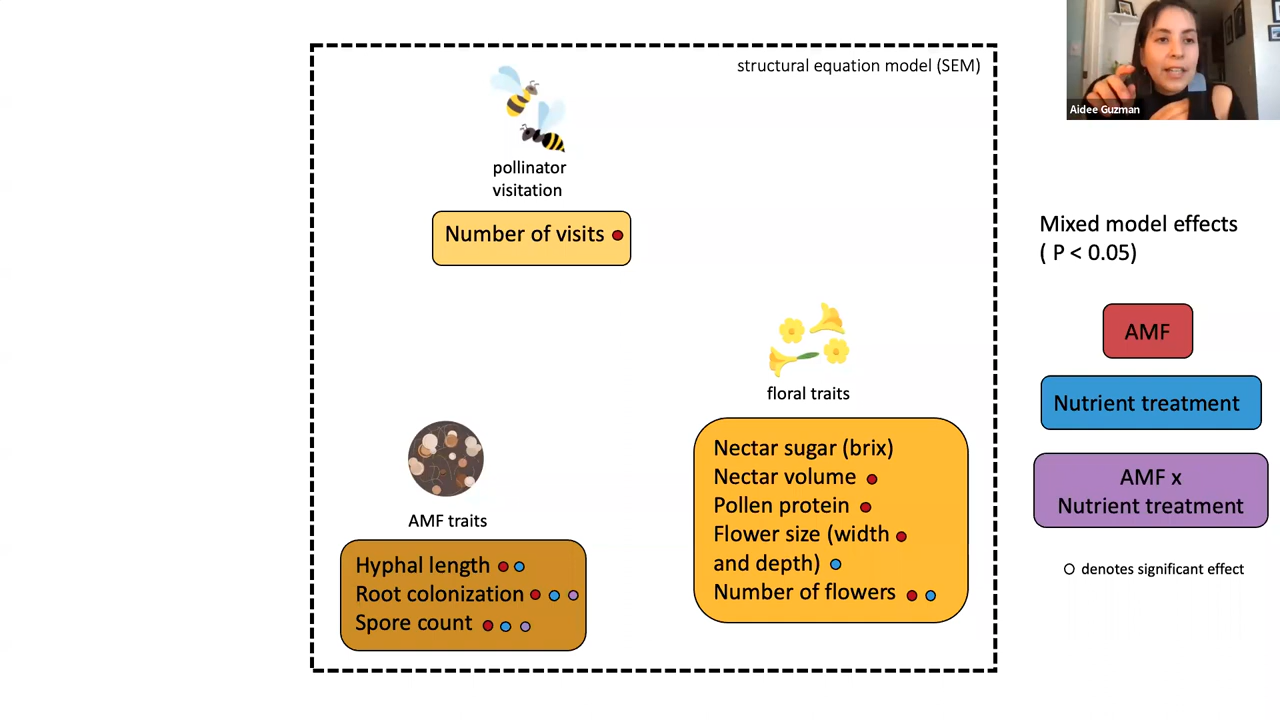 structural equation model (SEM)
Aidee Guzman
pollinator
visitation
Number of visits
Mixed model effects
( P < 0.05)
AMF
Nutrient treatment
AMF x
Nutrient treatment
denotes significant effect
floral traits
Nectar sugar (brix)
Nectar volume
Pollen protein
Flower size (width
and depth)
Number of flowers
AMF traits
Hyphal length
Root colonization
Spore count